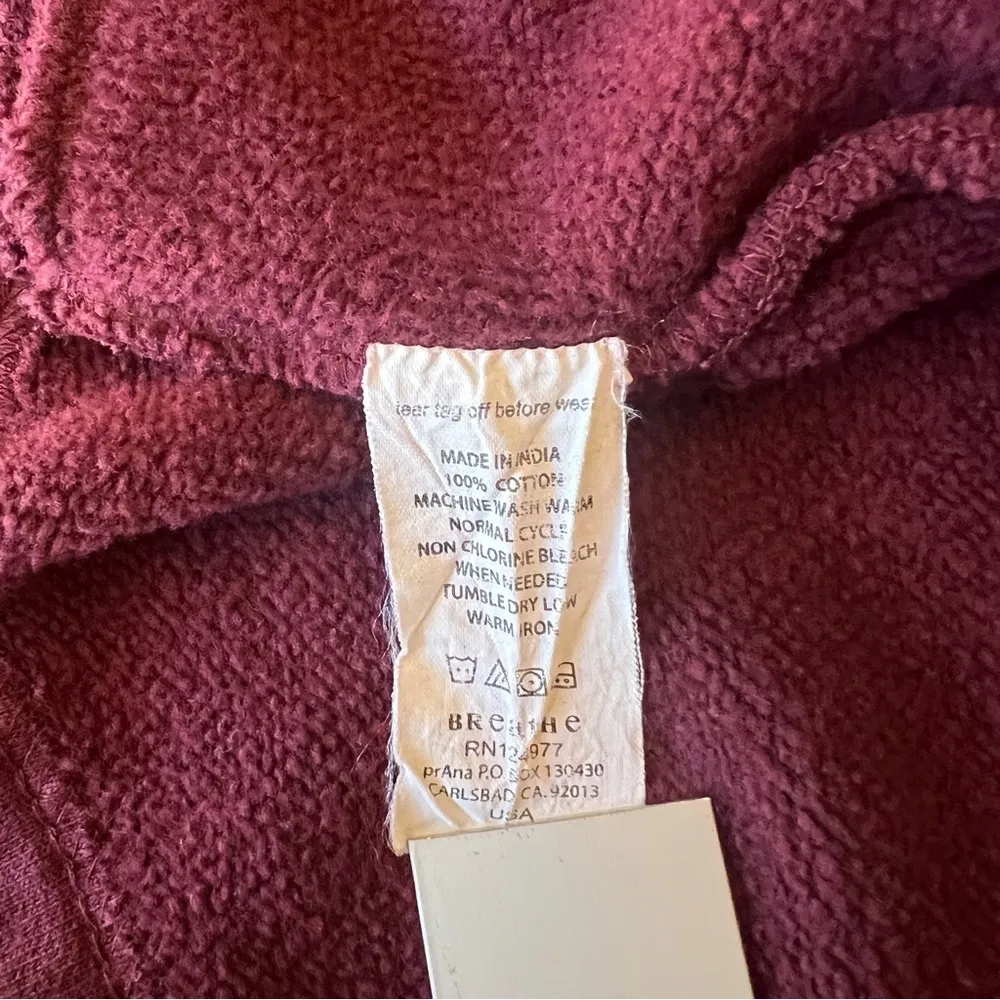 tear tag off before wear
MADE IN INDIA
100% COTTON
MACHINE WASH WARM
NORMAL CYCLE
NON CHLORINE BLEACH
WHEN NEEDED
TUMBLE DRY LOW
WARM IRON
BReatHe
prAna P.O. BOX 130430
CARLSBAD CA. 92013
USA